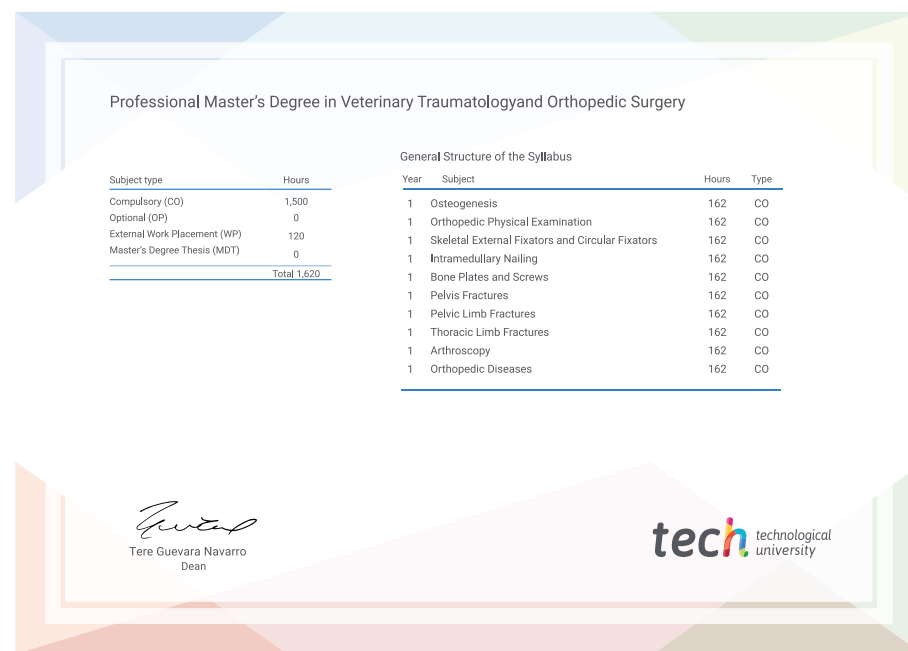 Professional Master's Degree in Veterinary Traumatologyand Orthopedic Surgery
Subject type Hours
Compulsory (CO) 1,500
Optional (OP) 0
External Work Placement (WP) 120
Master's Degree Thesis (MDT) 0
Total 1,620
General Structure of the Syllabus
Year Subject Hours Type
1 Osteogenesis 162 CO
1 Orthopedic Physical Examination 162 CO
1 Skeletal External Fixators and Circular Fixators 162 CO
1 Intramedullary Nailing 162 CO
1 Bone Plates and Screws 162 CO
1 Pelvis Fractures 162 CO
1 Pelvic Limb Fractures 162 CO
1 Thoracic Limb Fractures 162 CO
1 Arthroscopy 162 CO
1 Orthopedic Diseases 162 CO
Tere Guevara Navarro
Dean
tech technological
university